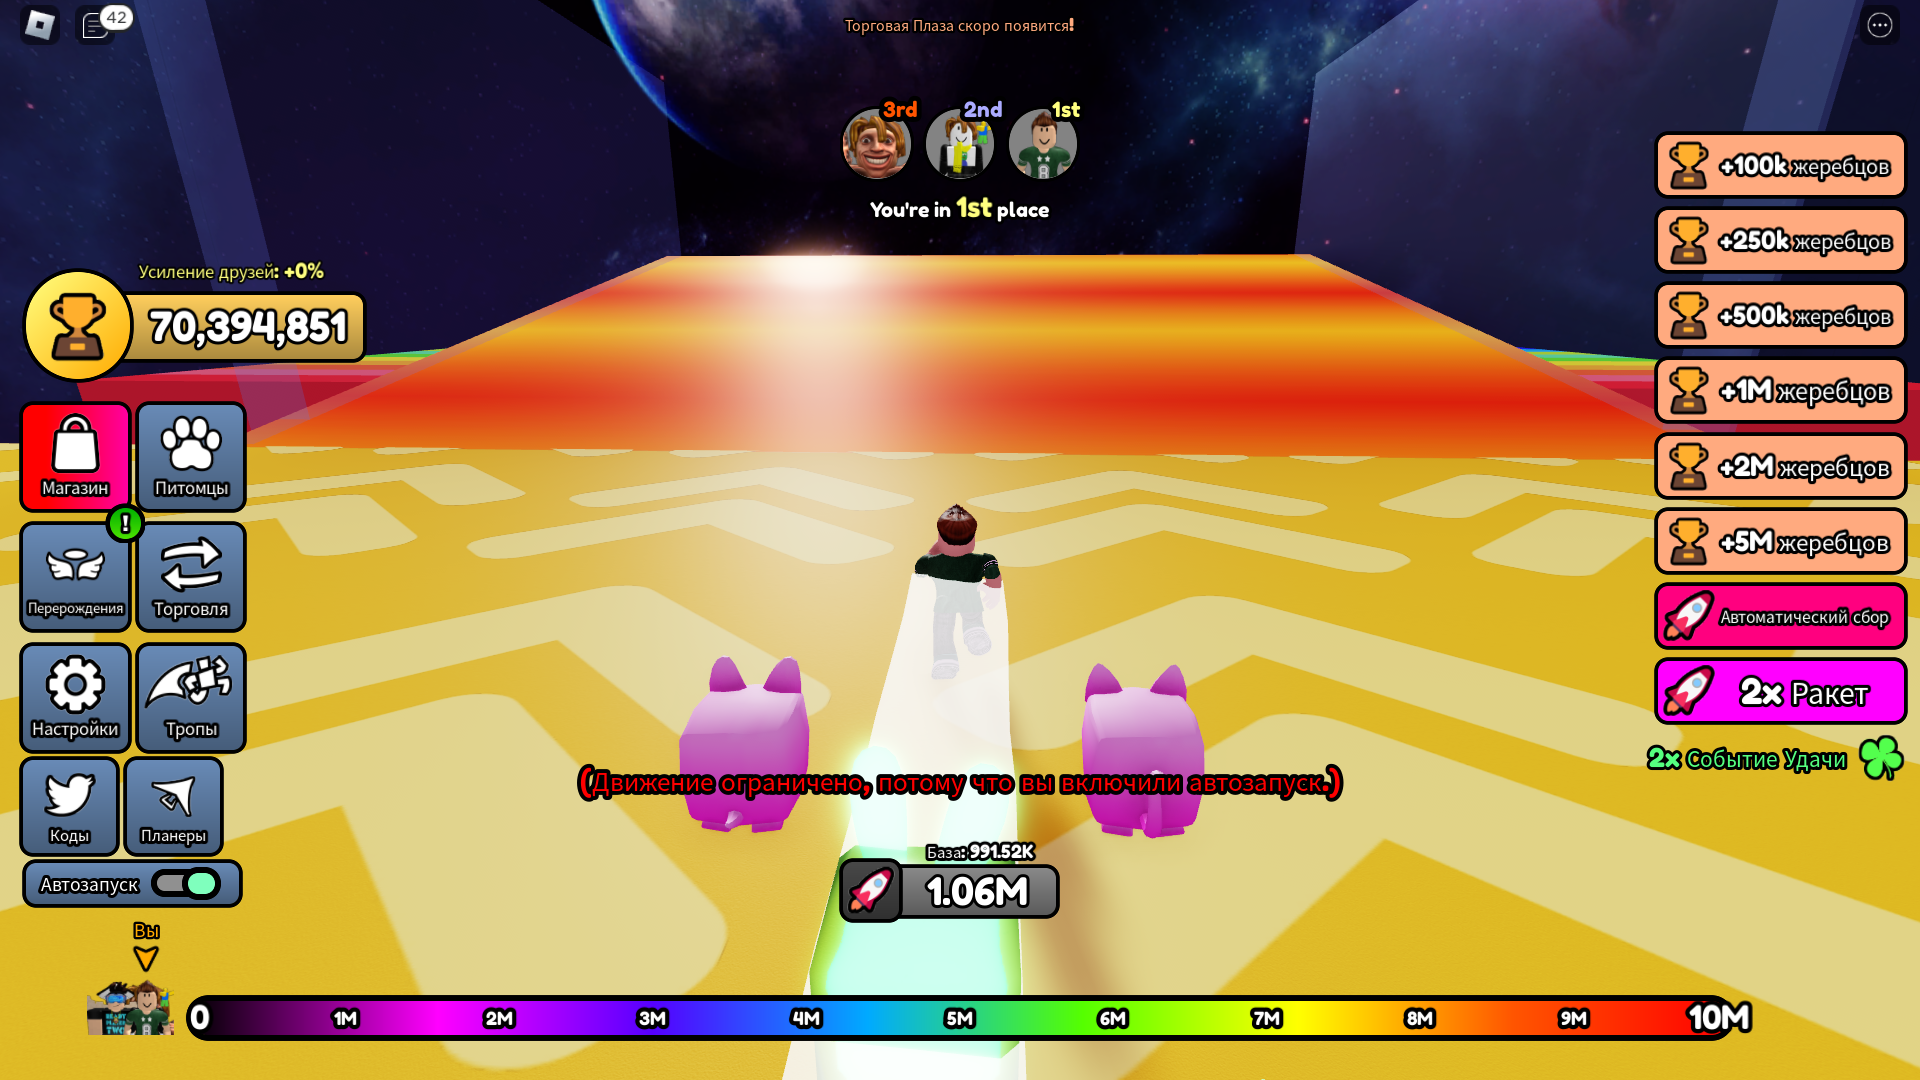 42
Торговая Плаза скоро появится!
3rd
2nd
1st
You're in 1st place
Усиление друзей: +0%
70,394,851
Магазин
Питомцы
!
Перерождения
Торговля
Настройки
Тропы
Коды
Планеры
Автозапуск
+100k жеребцов
+250k жеребцов
+500k жеребцов
+1M жеребцов
+2M жеребцов
+5M жеребцов
Автоматический сбор
2x Ракет
2x Событие Удачи
(Движение ограничено, потому что вы включили автозапуск.)
База: 991.52K
1.06M
Вы
0
1M
2M
3M
4M
5M
6M
7M
8M
9M
10M